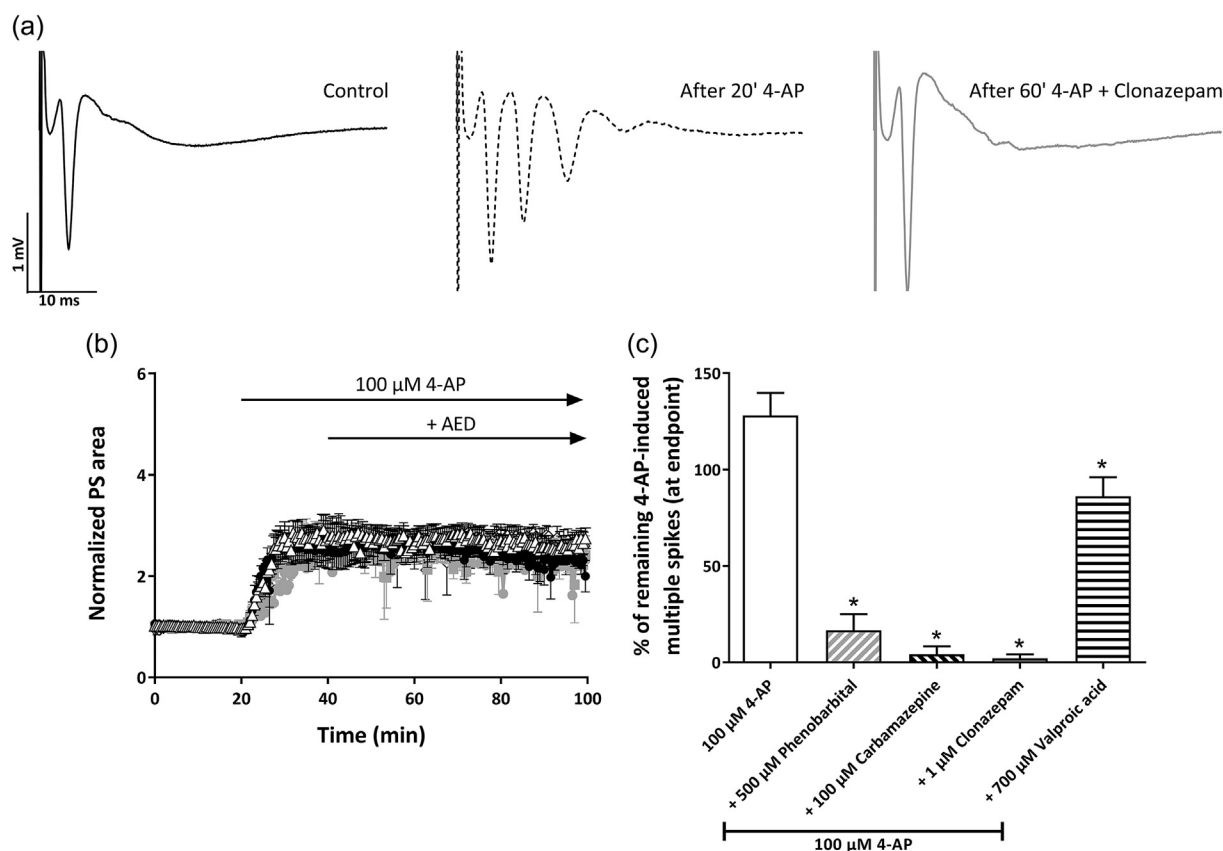 (a)
Control
After 20' 4-AP
After 60' 4-AP + Clonazepam
1 mV
10 ms
(b)
100 µM 4-AP
+ AED
Normalized PS area
6
4
2
0
0
20
40
60
80
100
Time (min)
(c)
% of remaining 4-AP-induced
multiple spikes (at endpoint)
150
100
50
0
*
*
*
*
100 µM 4-AP
+ 500 µM Phenobarbital
+ 100 µM Carbamazepine
+ 1 µM Clonazepam
+ 700 µM Valproic acid
100 µM 4-AP